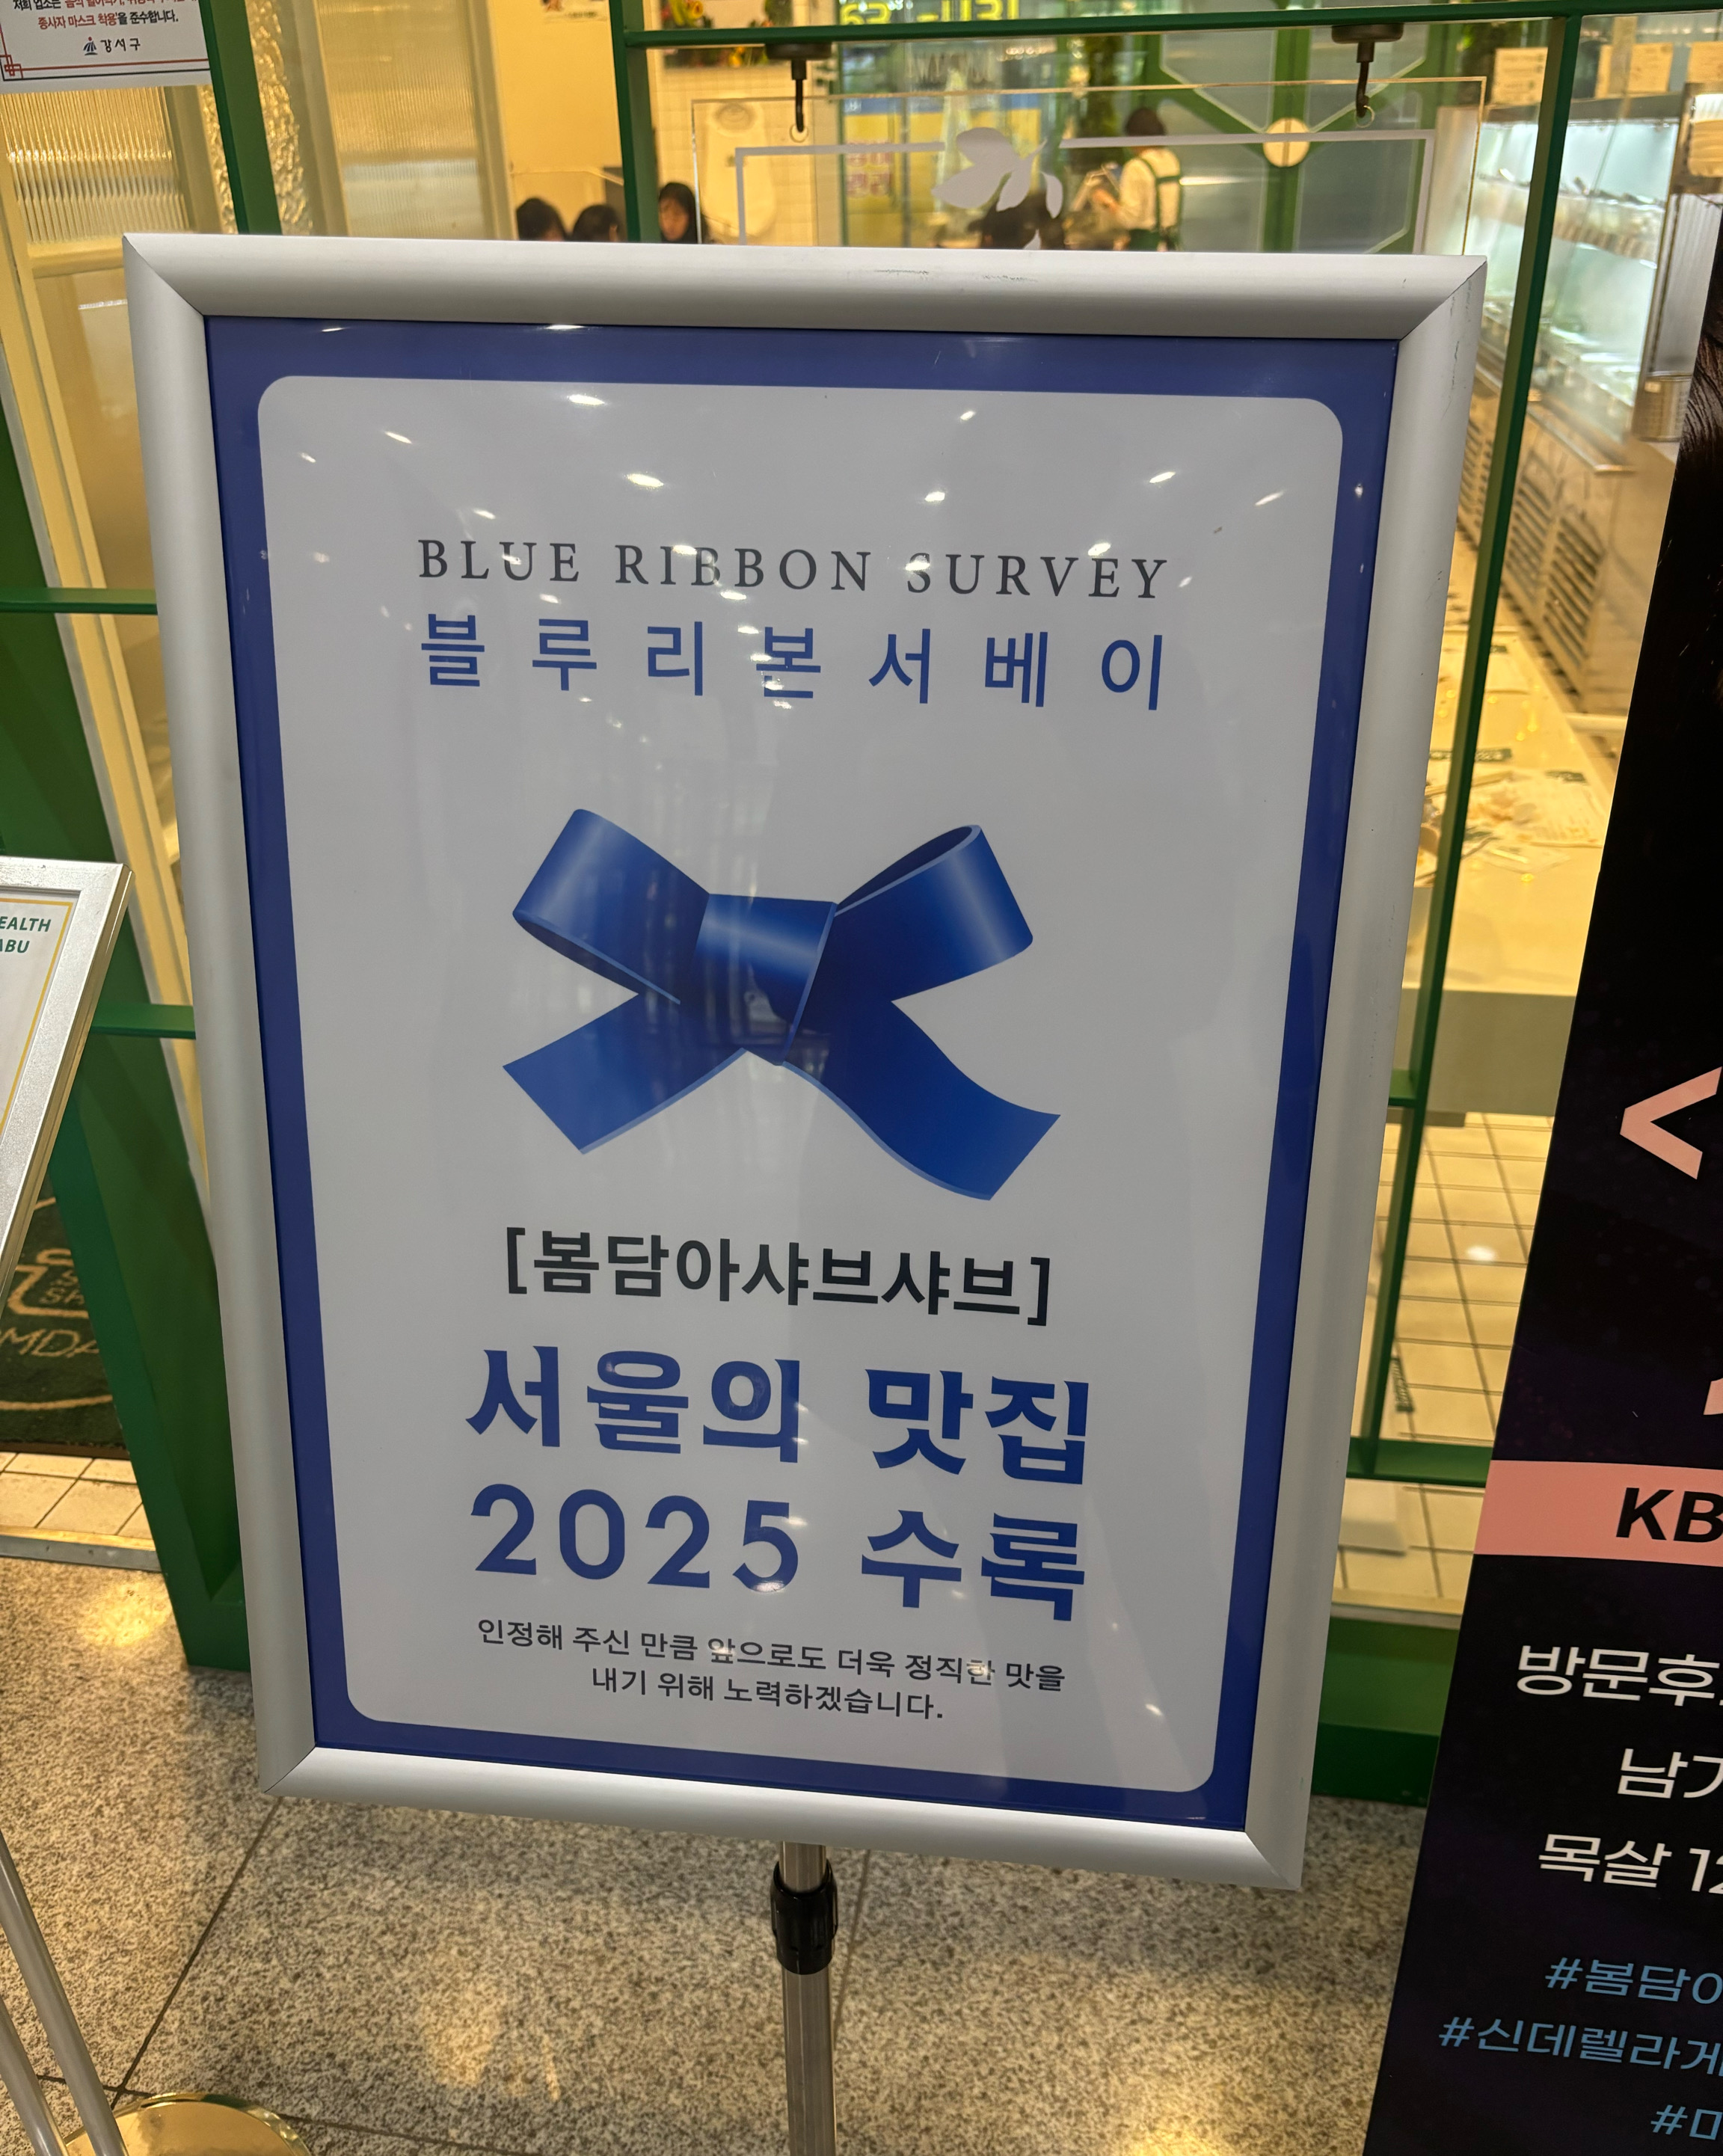 종사자 마스크 착용을 준수합니다.
강서구
BLUE RIBBON SURVEY
블루리본서베이
[봄담아샤브샤브]
서울의 맛집
2025 수록
인정해 주신 만큼 앞으로도 더욱 정직한 맛을
내기 위해 노력하겠습니다.
EALTH
ABU
<
KB
방문후
남기
목살 12
#봄담아
#신데렐라게